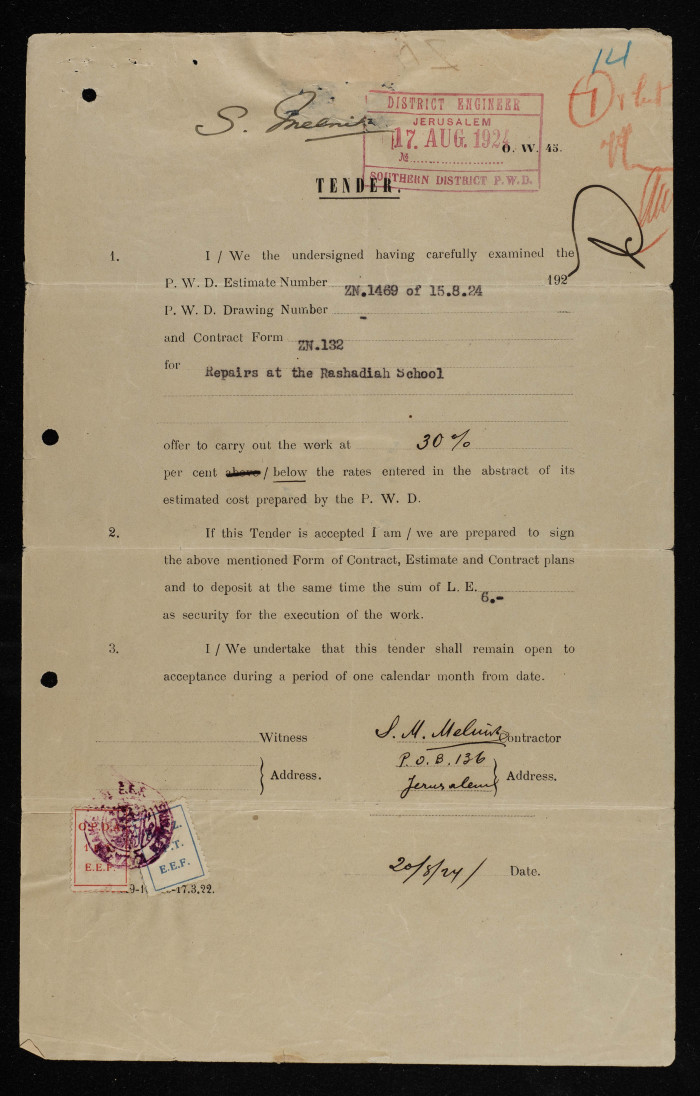 14
1
S. Melnik
DISTRICT ENGINEER
JERUSALEM
17. AUG. 1924
№
SOUTHERN DISTRICT P.W.D.
O. W. 45.
TENDER.
1. I / We the undersigned having carefully examined the
P. W. D. Estimate Number ZN.1469 of 15.8.24 192
P. W. D. Drawing Number -
and Contract Form ZN.132
for Repairs at the Rashadiah School
offer to carry out the work at 30%
per cent above / below the rates entered in the abstract of its
estimated cost prepared by the P. W. D.
2. If this Tender is accepted I am / we are prepared to sign
the above mentioned Form of Contract, Estimate and Contract plans
and to deposit at the same time the sum of L. E. 6.-
as security for the execution of the work.
3. I / We undertake that this tender shall remain open to
acceptance during a period of one calendar month from date.
Witness
S. M. Melnik Contractor
Address.
P.O.B. 136
Jerusalem
Address.
E.E.F.
O.P.D.A.
1
E.E.F.
Z.
P.T.
E.E.F.
20/8/24 / Date.
-17.3.22.